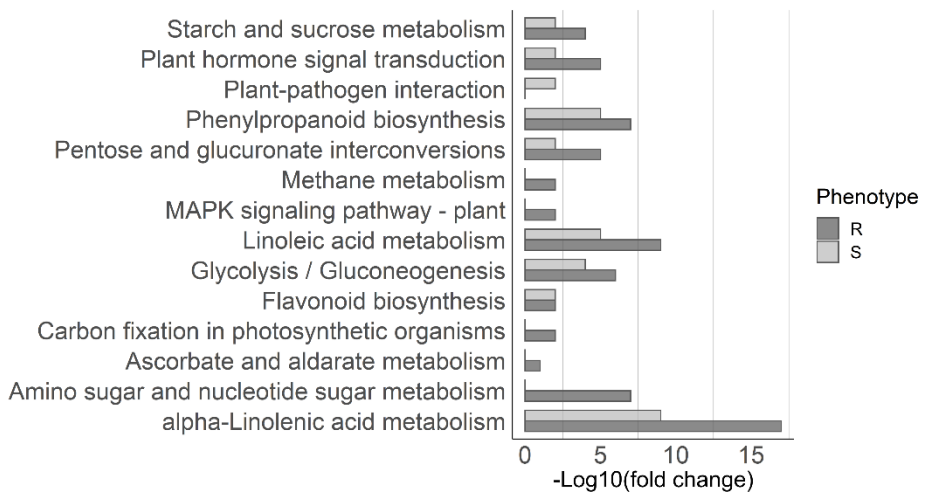 Starch and sucrose metabolism
Plant hormone signal transduction
Plant-pathogen interaction
Phenylpropanoid biosynthesis
Pentose and glucuronate interconversions
Methane metabolism
MAPK signaling pathway - plant
Linoleic acid metabolism
Glycolysis / Gluconeogenesis
Flavonoid biosynthesis
Carbon fixation in photosynthetic organisms
Ascorbate and aldarate metabolism
Amino sugar and nucleotide sugar metabolism
alpha-Linolenic acid metabolism
0 5 10 15
-Log10(fold change)
Phenotype
R
S